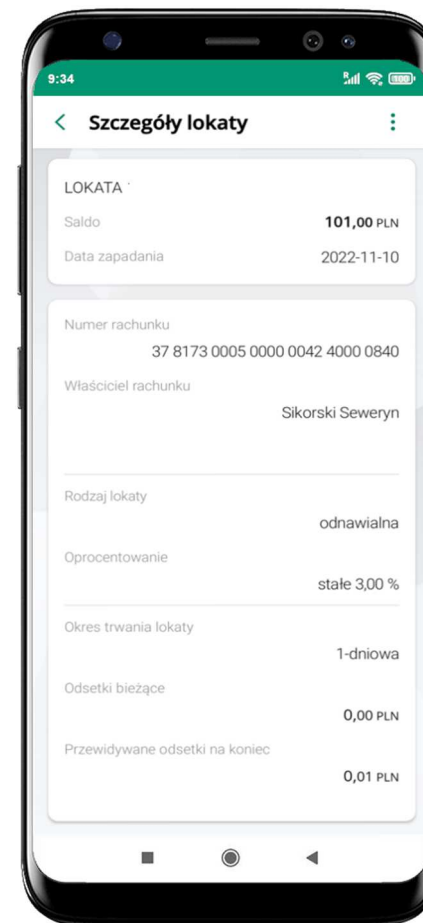 9:34
Szczegóły lokaty
LOKATA
Saldo
101,00 PLN
Data zapadania
2022-11-10
Numer rachunku
37 8173 0005 0000 0042 4000 0840
Właściciel rachunku
Sikorski Seweryn
Rodzaj lokaty
odnawialna
Oprocentowanie
stałe 3,00 %
Okres trwania lokaty
1-dniowa
Odsetki bieżące
0,00 PLN
Przewidywane odsetki na koniec
0,01 PLN